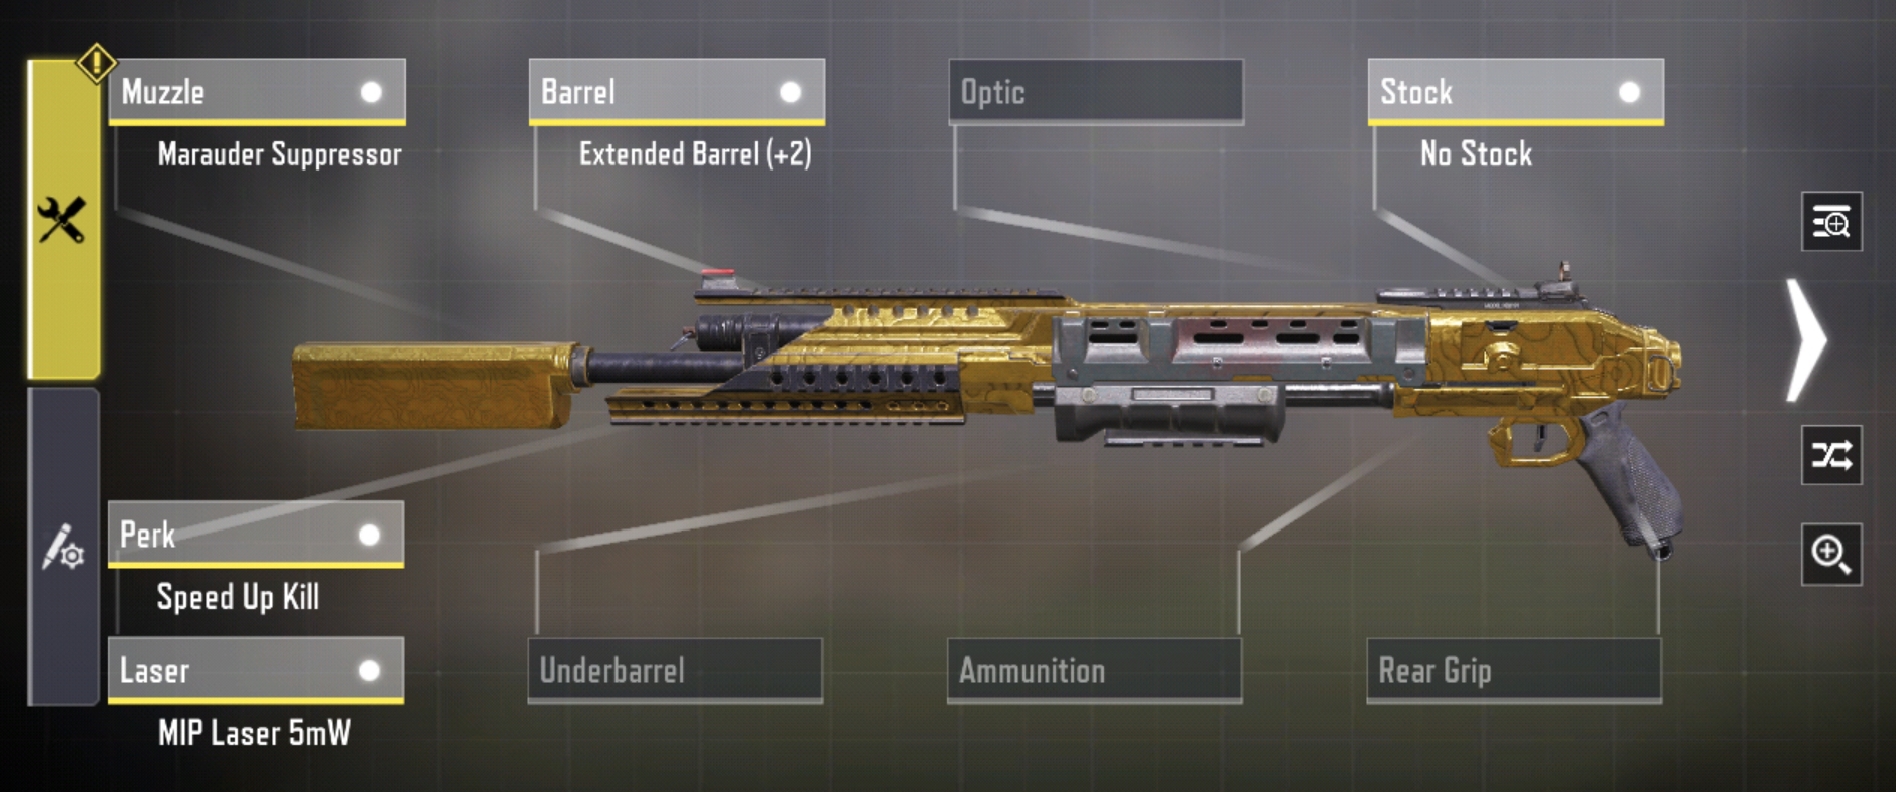 Muzzle
Marauder Suppressor
Barrel
Extended Barrel (+2)
Optic
Stock
No Stock
Perk
Speed Up Kill
Laser
MIP Laser 5mW
Underbarrel
Ammunition
Rear Grip